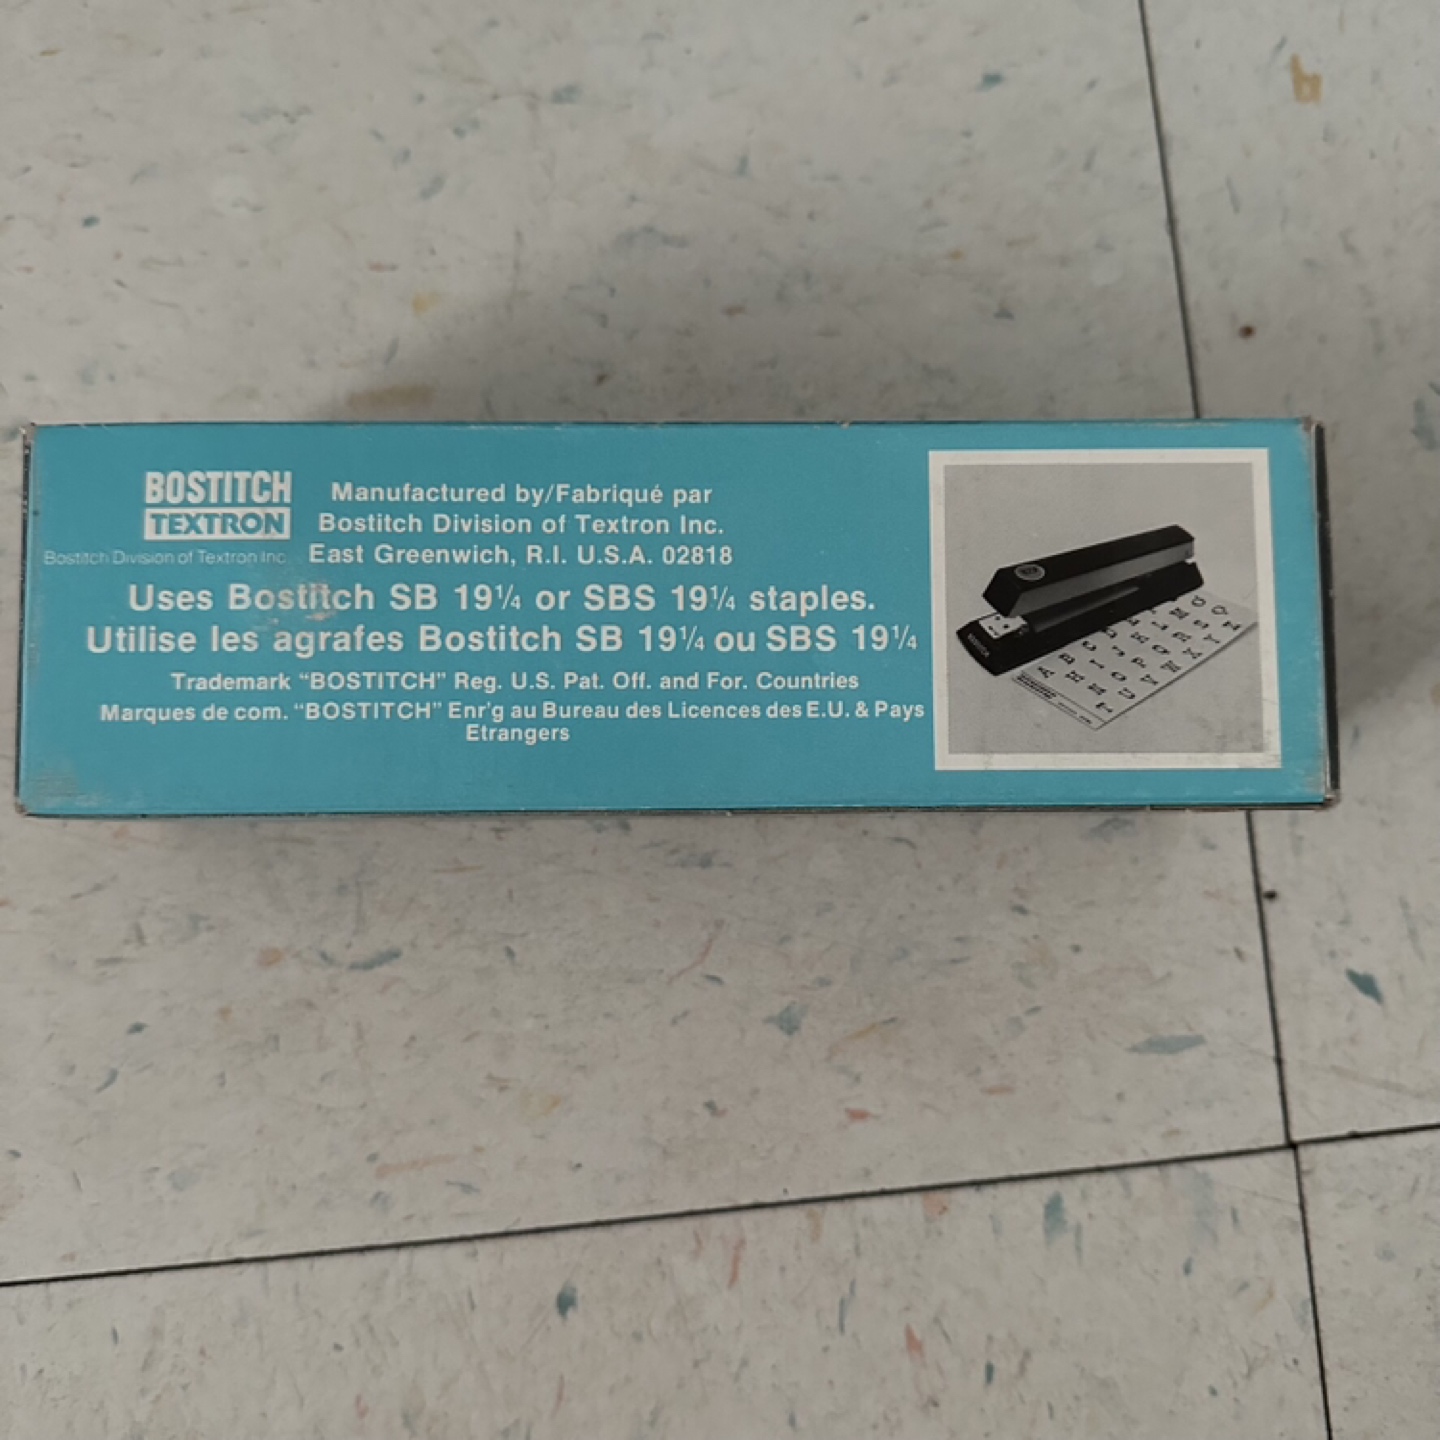 BOSTITCH
TEXTRON
Bostitch Division of Textron Inc.
Manufactured by/Fabriqué par
Bostitch Division of Textron Inc.
East Greenwich, R.I. U.S.A. 02818
Uses Bostitch SB 19¼ or SBS 19¼ staples.
Utilise les agrafes Bostitch SB 19¼ ou SBS 19¼
Trademark “BOSTITCH” Reg. U.S. Pat. Off. and For. Countries
Marques de com. “BOSTITCH” Enr'g au Bureau des Licences des E.U. & Pays
Etrangers
BOSTITCH